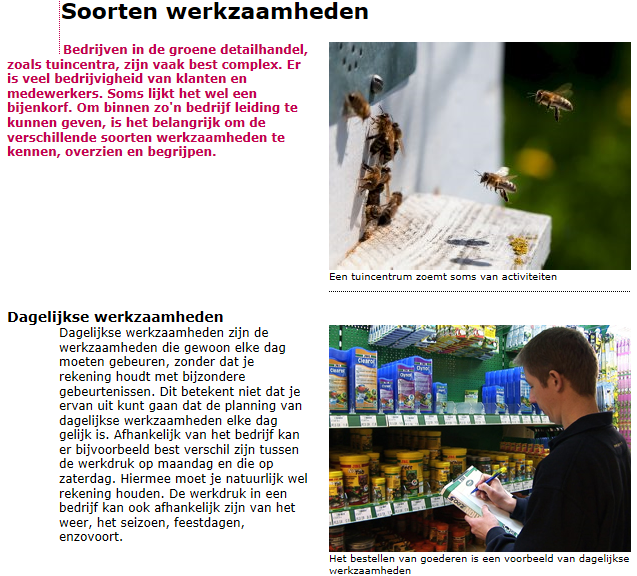 Soorten werkzaamheden
Bedrijven in de groene detailhandel,
zoals tuincentra, zijn vaak best complex. Er
is veel bedrijvigheid van klanten en
medewerkers. Soms lijkt het wel een
bijenkorf. Om binnen zo'n bedrijf leiding te
kunnen geven, is het belangrijk om de
verschillende soorten werkzaamheden te
kennen, overzien en begrijpen.
Een tuincentrum zoemt soms van activiteiten
Dagelijkse werkzaamheden
Dagelijkse werkzaamheden zijn de
werkzaamheden die gewoon elke dag
moeten gebeuren, zonder dat je
rekening houdt met bijzondere
gebeurtenissen. Dit betekent niet dat je
ervan uit kunt gaan dat de planning van
dagelijkse werkzaamheden elke dag
gelijk is. Afhankelijk van het bedrijf kan
er bijvoorbeeld best verschil zijn tussen
de werkdruk op maandag en die op
zaterdag. Hiermee moet je natuurlijk wel
rekening houden. De werkdruk in een
bedrijf kan ook afhankelijk zijn van het
weer, het seizoen, feestdagen,
enzovoort.
Het bestellen van goederen is een voorbeeld van dagelijkse
werkzaamheden